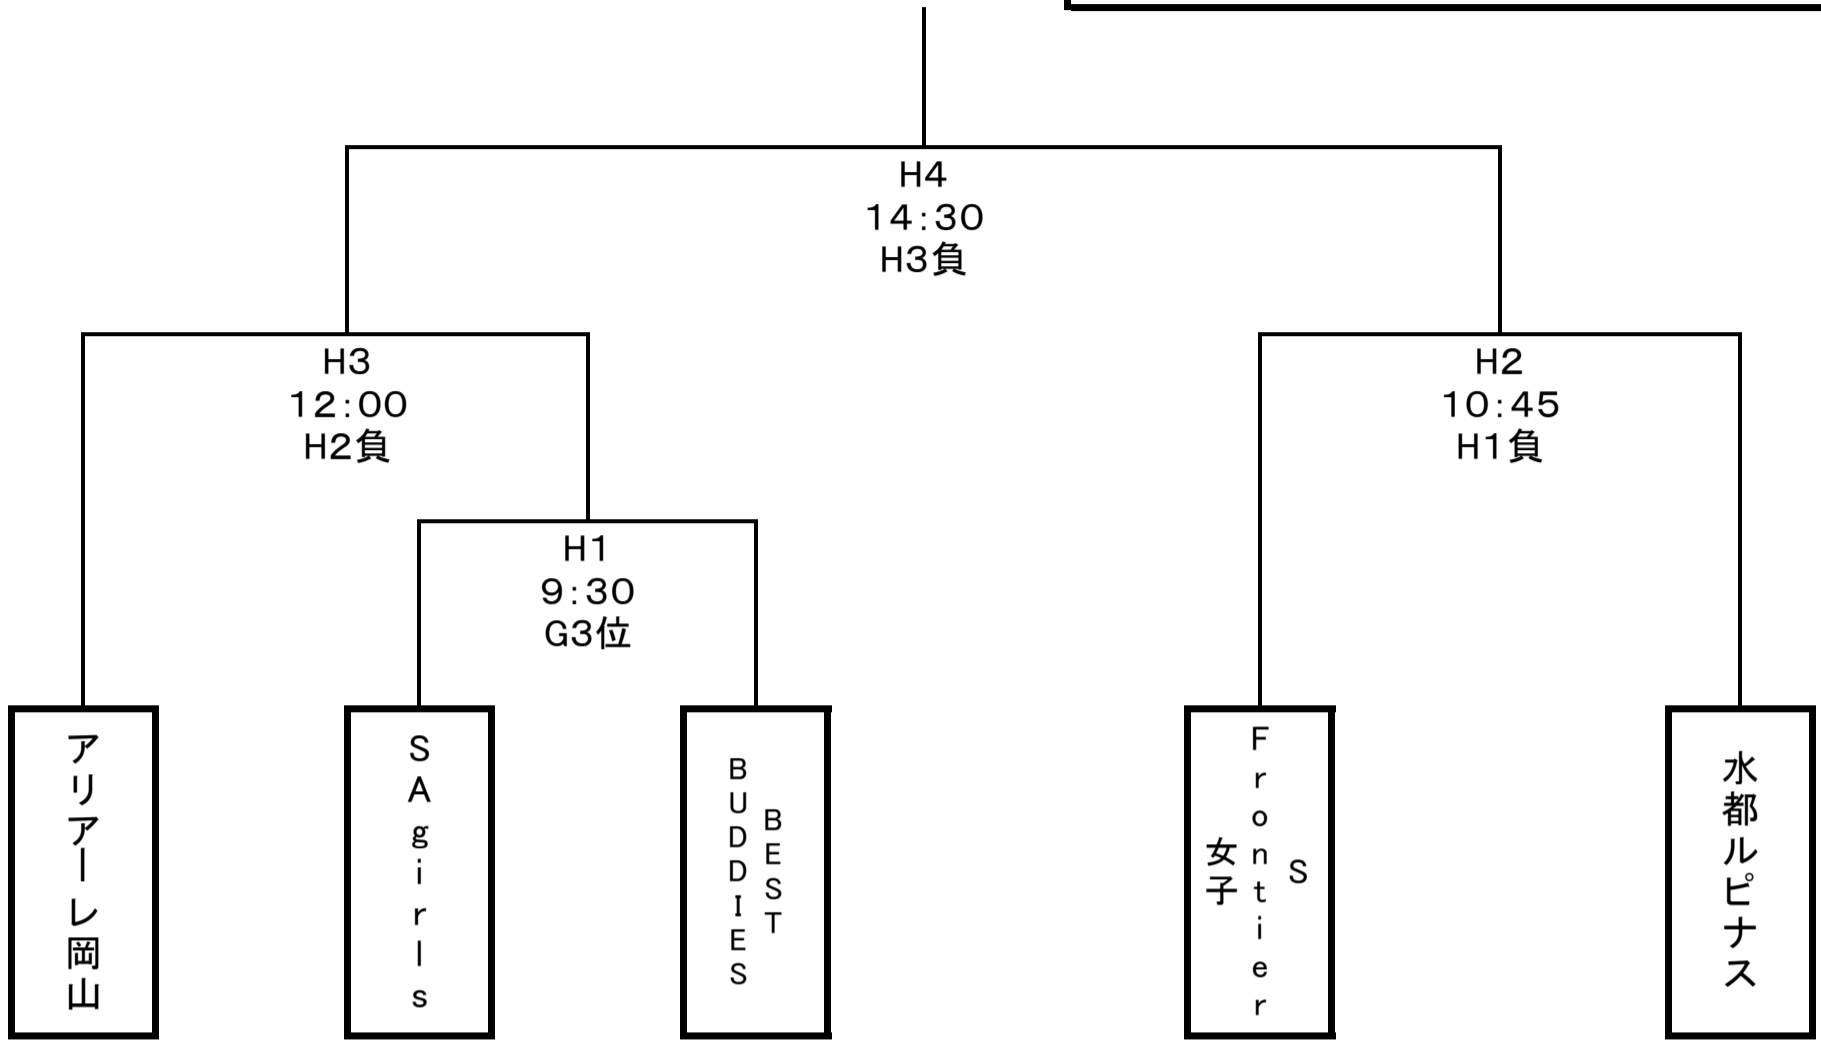 H4
14:30
H3負
H3
12:00
H2負
H2
10:45
H1負
H1
9:30
G3位
アリアーレ岡山
SAgirls
BEST
BUDDIES
S
Frontier
女子
水都ルピナス